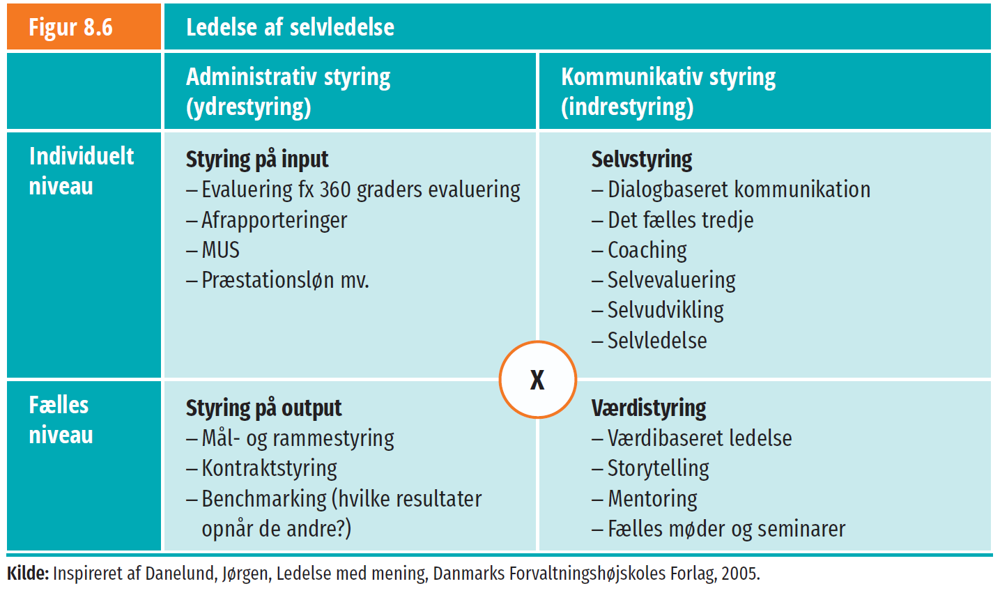 Figur 8.6
Ledelse af selvledelse
Administrativ styring
(ydrestyring)
Kommunikativ styring
(indrestyring)
Individuelt
niveau
Styring på input
– Evaluering fx 360 graders evaluering
– Afrapporteringer
– MUS
– Præstationsløn mv.
Selvstyring
– Dialogbaseret kommunikation
– Det fælles tredje
– Coaching
– Selvevaluering
– Selvudvikling
– Selvledelse
X
Fælles
niveau
Styring på output
– Mål- og rammestyring
– Kontraktstyring
– Benchmarking (hvilke resultater
opnår de andre?)
Værdistyring
– Værdibaseret ledelse
– Storytelling
– Mentoring
– Fælles møder og seminarer
Kilde: Inspireret af Danelund, Jørgen, Ledelse med mening, Danmarks Forvaltningshøjskoles Forlag, 2005.